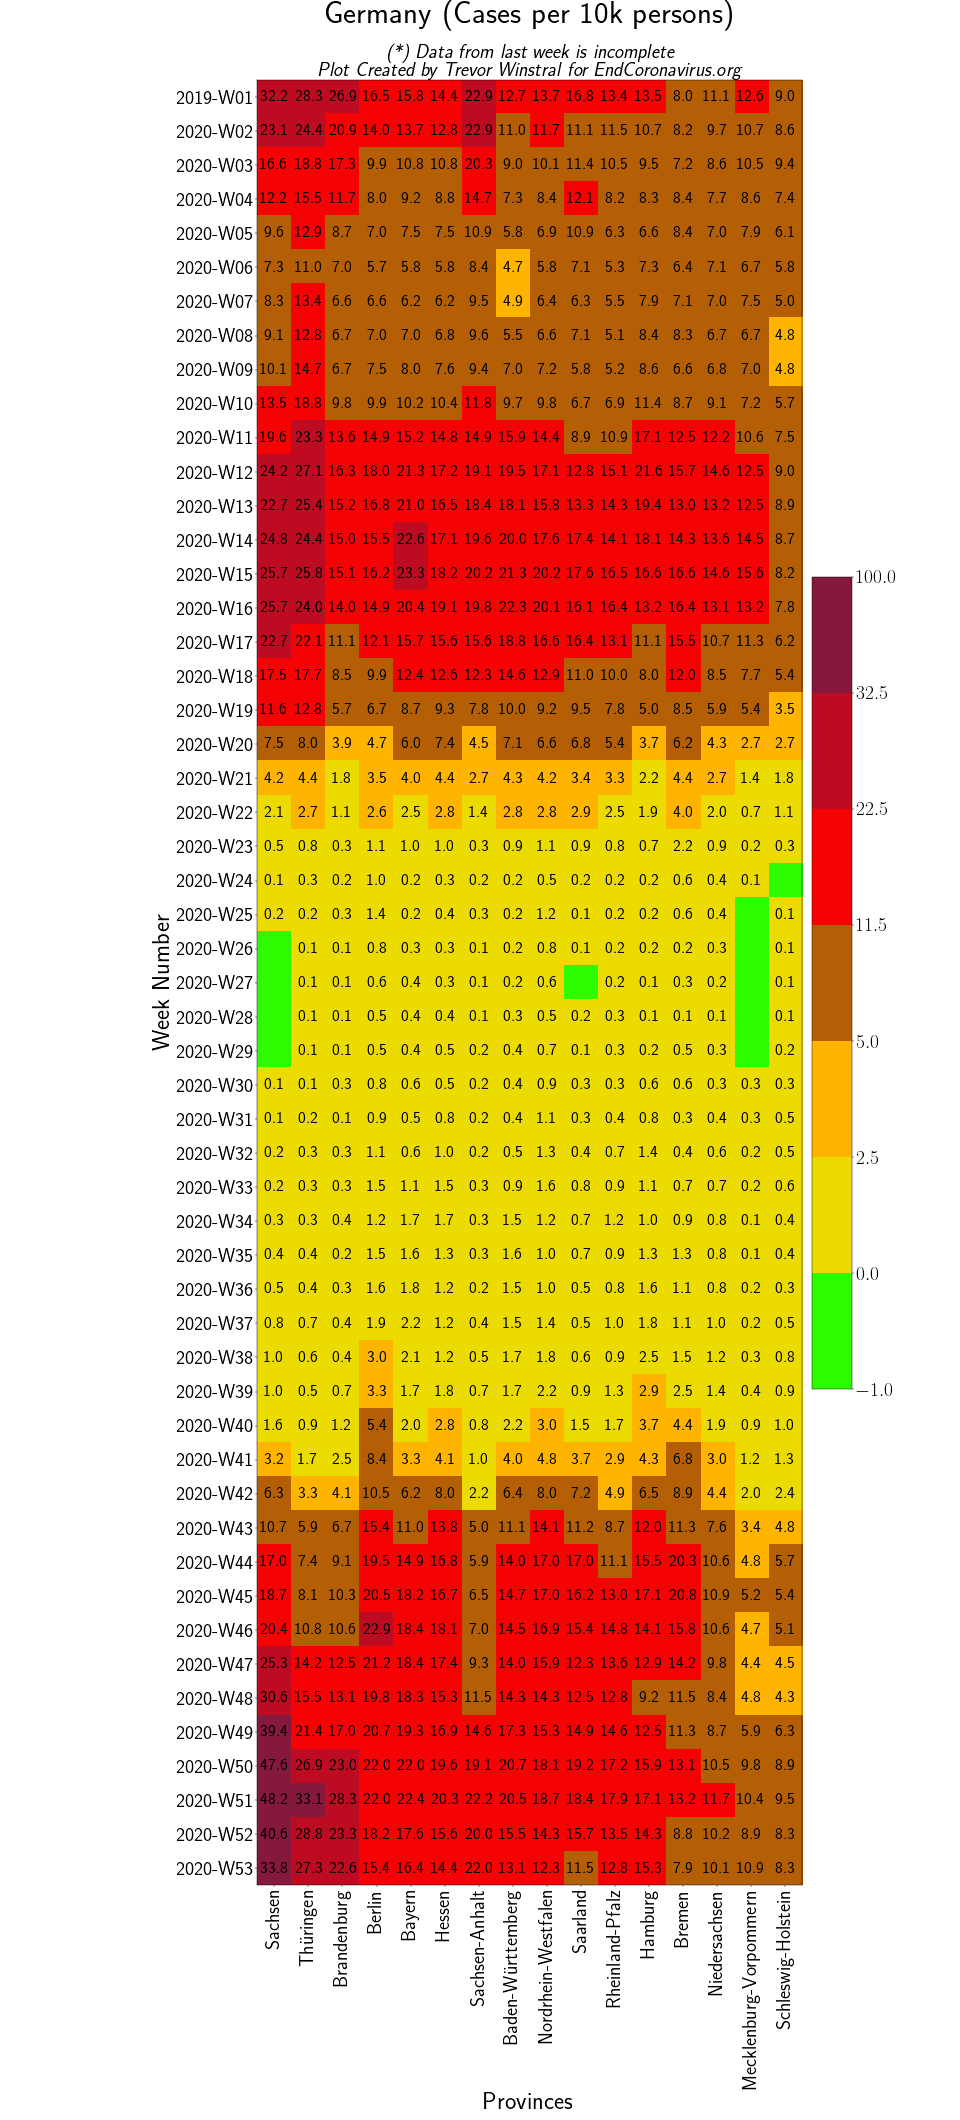 Germany (Cases per 10k persons)
(*) Data from last week is incomplete
Plot Created by Trevor Winstral for EndCoronavirus.org
2019-W01 32.2 28.3 26.9 16.5 15.8 14.4 22.9 12.7 13.7 16.8 13.4 13.5 8.0 11.1 12.6 9.0
2020-W02 23.1 24.4 20.9 14.0 13.7 12.8 22.9 11.0 11.7 11.1 11.5 10.7 8.2 9.7 10.7 8.6
2020-W03 16.6 18.8 17.3 9.9 10.8 10.8 20.3 9.0 10.1 11.4 10.5 9.5 7.2 8.6 10.5 9.4
2020-W04 12.2 15.5 11.7 8.0 9.2 8.8 14.7 7.3 8.4 12.1 8.2 8.3 8.4 7.7 8.6 7.4
2020-W05 9.6 12.9 8.7 7.0 7.5 7.5 10.9 5.8 6.9 10.9 6.3 6.6 8.4 7.0 7.9 6.1
2020-W06 7.3 11.0 7.0 5.7 5.8 5.8 8.4 4.7 5.8 7.1 5.3 7.3 6.4 7.1 6.7 5.8
2020-W07 8.3 13.4 6.6 6.6 6.2 6.2 9.5 4.9 6.4 6.3 5.5 7.9 7.1 7.0 7.5 5.0
2020-W08 9.1 12.8 6.7 7.0 7.0 6.8 9.6 5.5 6.6 7.1 5.1 8.4 8.3 6.7 6.7 4.8
2020-W09 10.1 14.7 6.7 7.5 8.0 7.6 9.4 7.0 7.2 5.8 5.2 8.6 6.6 6.8 7.0 4.8
2020-W10 13.5 18.8 9.8 9.9 10.2 10.4 11.8 9.7 9.8 6.7 6.9 11.4 8.7 9.1 7.2 5.7
2020-W11 19.6 23.3 13.6 14.9 15.2 14.8 14.9 15.9 14.4 8.9 10.9 17.1 12.5 12.2 10.6 7.5
2020-W12 24.2 27.1 16.3 18.0 21.3 17.2 19.1 19.5 17.1 12.8 15.1 21.6 15.7 14.6 12.5 9.0
2020-W13 22.7 25.4 15.2 16.8 21.0 16.5 18.4 18.1 15.8 13.3 14.3 19.4 13.0 13.2 12.5 8.9
2020-W14 24.8 24.4 15.0 15.5 22.6 17.1 19.6 20.0 17.6 17.4 14.1 18.1 14.3 13.6 14.5 8.7
2020-W15 25.7 25.8 15.1 16.2 23.3 18.2 20.2 21.3 20.2 17.6 16.5 16.6 16.6 14.6 15.6 8.2
2020-W16 25.7 24.0 14.0 14.9 20.4 19.1 19.8 22.3 20.1 16.1 16.4 13.2 16.4 13.1 13.2 7.8
2020-W17 22.7 22.1 11.1 12.1 15.7 15.6 15.6 18.8 16.6 16.4 13.1 11.1 15.5 10.7 11.3 6.2
2020-W18 17.5 17.7 8.5 9.9 12.4 12.6 12.3 14.6 12.9 11.0 10.0 8.0 12.0 8.5 7.7 5.4
2020-W19 11.6 12.8 5.7 6.7 8.7 9.3 7.8 10.0 9.2 9.5 7.8 5.0 8.5 5.9 5.4 3.5
2020-W20 7.5 8.0 3.9 4.7 6.0 7.4 4.5 7.1 6.6 6.8 5.4 3.7 6.2 4.3 2.7 2.7
2020-W21 4.2 4.4 1.8 3.5 4.0 4.4 2.7 4.3 4.2 3.4 3.3 2.2 4.4 2.7 1.4 1.8
2020-W22 2.1 2.7 1.1 2.6 2.5 2.8 1.4 2.8 2.8 2.9 2.5 1.9 4.0 2.0 0.7 1.1
2020-W23 0.5 0.8 0.3 1.1 1.0 1.0 0.3 0.9 1.1 0.9 0.8 0.7 2.2 0.9 0.2 0.3
2020-W24 0.1 0.3 0.2 1.0 0.2 0.3 0.2 0.2 0.5 0.2 0.2 0.2 0.6 0.4 0.1
2020-W25 0.2 0.2 0.3 1.4 0.2 0.4 0.3 0.2 1.2 0.1 0.2 0.2 0.6 0.4 0.1
2020-W26 0.1 0.1 0.8 0.3 0.3 0.1 0.2 0.8 0.1 0.2 0.2 0.2 0.3 0.1
2020-W27 0.1 0.1 0.6 0.4 0.3 0.1 0.2 0.6 0.2 0.1 0.3 0.2 0.1
2020-W28 0.1 0.1 0.5 0.4 0.4 0.1 0.3 0.5 0.2 0.3 0.1 0.1 0.1 0.1
2020-W29 0.1 0.1 0.5 0.4 0.5 0.2 0.4 0.7 0.1 0.3 0.2 0.5 0.3 0.2
2020-W30 0.1 0.1 0.3 0.8 0.6 0.5 0.2 0.4 0.9 0.3 0.3 0.6 0.6 0.3 0.3 0.3
2020-W31 0.1 0.2 0.1 0.9 0.5 0.8 0.2 0.4 1.1 0.3 0.4 0.8 0.3 0.4 0.3 0.5
2020-W32 0.2 0.3 0.3 1.1 0.6 1.0 0.2 0.5 1.3 0.4 0.7 1.4 0.4 0.6 0.2 0.5
2020-W33 0.2 0.3 0.3 1.5 1.1 1.5 0.3 0.9 1.6 0.8 0.9 1.1 0.7 0.7 0.2 0.6
2020-W34 0.3 0.3 0.4 1.2 1.7 1.7 0.3 1.5 1.2 0.7 1.2 1.0 0.9 0.8 0.1 0.4
2020-W35 0.4 0.4 0.2 1.5 1.6 1.3 0.3 1.6 1.0 0.7 0.9 1.3 1.3 0.8 0.1 0.4
2020-W36 0.5 0.4 0.3 1.6 1.8 1.2 0.2 1.5 1.0 0.5 0.8 1.6 1.1 0.8 0.2 0.3
2020-W37 0.8 0.7 0.4 1.9 2.2 1.2 0.4 1.5 1.4 0.5 1.0 1.8 1.1 1.0 0.2 0.5
2020-W38 1.0 0.6 0.4 3.0 2.1 1.2 0.5 1.7 1.8 0.6 0.9 2.5 1.5 1.2 0.3 0.8
2020-W39 1.0 0.5 0.7 3.3 1.7 1.8 0.7 1.7 2.2 0.9 1.3 2.9 2.5 1.4 0.4 0.9
2020-W40 1.6 0.9 1.2 5.4 2.0 2.8 0.8 2.2 3.0 1.5 1.7 3.7 4.4 1.9 0.9 1.0
2020-W41 3.2 1.7 2.5 8.4 3.3 4.1 1.0 4.0 4.8 3.7 2.9 4.3 6.8 3.0 1.2 1.3
2020-W42 6.3 3.3 4.1 10.5 6.2 8.0 2.2 6.4 8.0 7.2 4.9 6.5 8.9 4.4 2.0 2.4
2020-W43 10.7 5.9 6.7 15.4 11.0 13.8 5.0 11.1 14.1 11.2 8.7 12.0 11.3 7.6 3.4 4.8
2020-W44 17.0 7.4 9.1 19.5 14.9 16.8 5.9 14.0 17.0 17.0 11.1 15.5 20.3 10.6 4.8 5.7
2020-W45 18.7 8.1 10.3 20.5 18.2 16.7 6.5 14.7 17.0 16.2 13.0 17.1 20.8 10.9 5.2 5.4
2020-W46 20.4 10.8 10.6 22.9 18.4 18.1 7.0 14.5 16.9 15.4 14.8 14.1 15.8 10.6 4.7 5.1
2020-W47 25.3 14.2 12.5 21.2 18.4 17.4 9.3 14.0 15.9 12.3 13.6 12.9 14.2 9.8 4.4 4.5
2020-W48 30.6 15.5 13.1 19.8 18.3 15.3 11.5 14.3 14.3 12.5 12.8 9.2 11.5 8.4 4.8 4.3
2020-W49 39.4 21.4 17.0 20.7 19.3 16.9 14.6 17.3 15.3 14.9 14.6 12.5 11.3 8.7 5.9 6.3
2020-W50 47.6 26.9 23.0 22.0 22.0 19.6 19.1 20.7 18.1 19.2 17.2 15.9 13.1 10.5 9.8 8.9
2020-W51 48.2 33.1 28.3 22.0 22.4 20.3 22.2 20.5 18.7 18.4 17.9 17.1 13.2 11.7 10.4 9.5
2020-W52 40.6 28.8 23.3 18.2 17.6 15.6 20.0 15.5 14.3 15.7 13.5 14.3 8.8 10.2 8.9 8.3
2020-W53 33.8 27.3 22.6 15.4 16.4 14.4 22.0 13.1 12.3 11.5 12.8 15.3 7.9 10.1 10.9 8.3
Week Number
Sachsen
Thüringen
Brandenburg
Berlin
Bayern
Hessen
Sachsen-Anhalt
Baden-Württemberg
Nordrhein-Westfalen
Saarland
Rheinland-Pfalz
Hamburg
Bremen
Niedersachsen
Mecklenburg-Vorpommern
Schleswig-Holstein
Provinces
100.0
32.5
22.5
11.5
5.0
2.5
0.0
−1.0